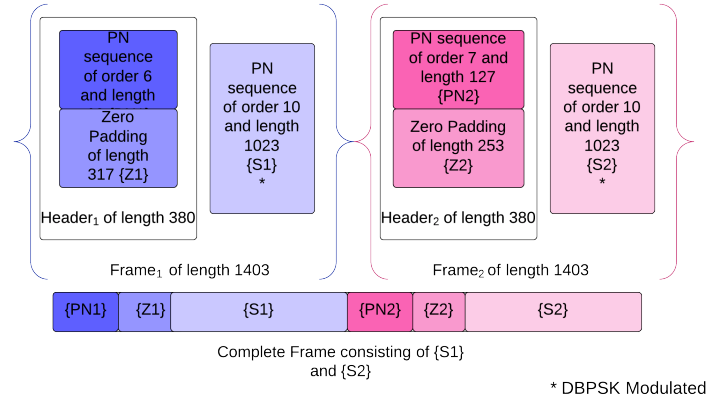 PN sequence
of order 6
and length
Zero
Padding
of length
317 {Z1}
Header1 of length 380
PN
sequence
of order 10
and length
1023
{S1}
*
Frame1 of length 1403
PN sequence
of order 7 and
length 127
{PN2}
Zero Padding
of length 253
{Z2}
Header2 of length 380
PN
sequence
of order 10
and length
1023
{S2}
*
Frame2 of length 1403
{PN1} {Z1} {S1} {PN2} {Z2} {S2}
Complete Frame consisting of {S1}
and {S2}
* DBPSK Modulated